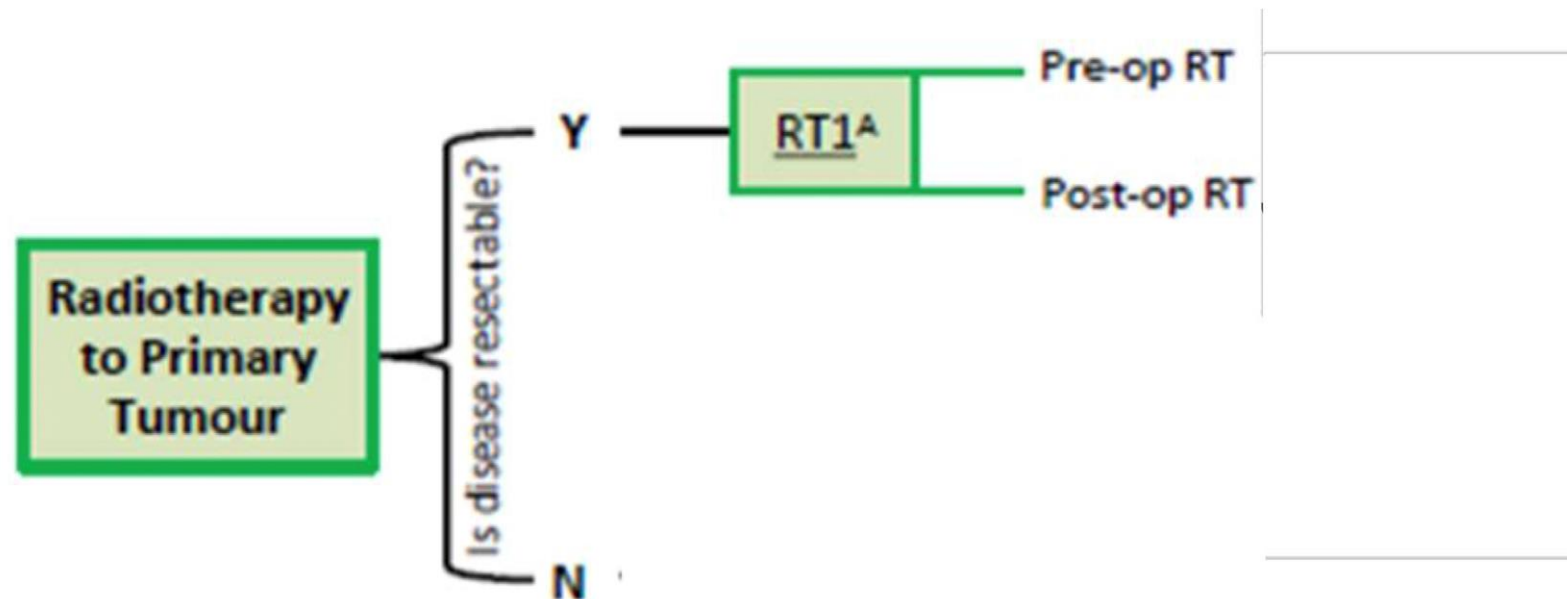 Radiotherapy
to Primary
Tumour
Is disease resectable?
Y
RT1ᴬ
Pre-op RT
Post-op RT
N